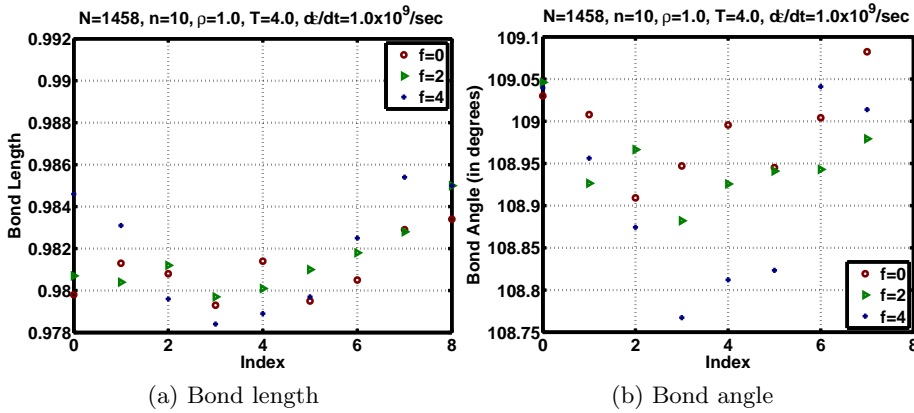 N=1458, n=10, ρ=1.0, T=4.0, dε/dt=1.0x10⁹/sec
0.992
0.99
0.988
0.986
0.984
0.982
0.98
0.978
Bond Length
f=0
f=2
f=4
0 2 4 6 8
Index
(a) Bond length
N=1458, n=10, ρ=1.0, T=4.0, dε/dt=1.0x10⁹/sec
109.1
109.05
109
108.95
108.9
108.85
108.8
108.75
Bond Angle (in degrees)
f=0
f=2
f=4
0 2 4 6 8
Index
(b) Bond angle